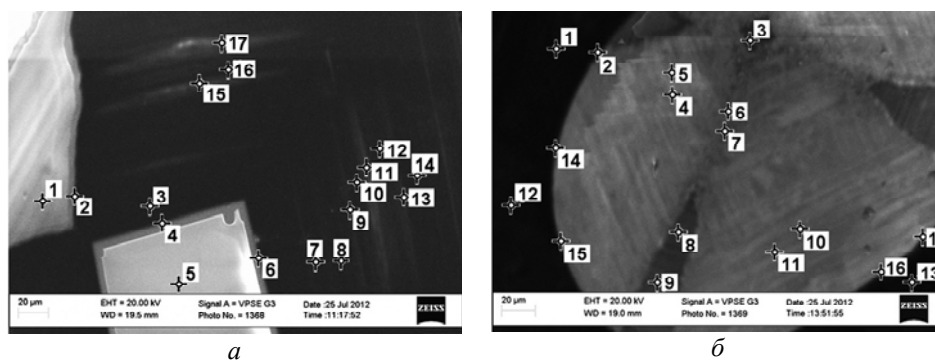 17
16
15
12
11
14
10
13
1
2
3
9
4
6
7
8
5
20 µm
EHT = 20.00 kV
Signal A = VPSE G3
Date :25 Jul 2012
WD = 19.5 mm
Photo No. = 1368
Time :11:17:52
ZEISS
а
1
3
2
5
4
6
7
14
12
8
10
1
15
11
16
9
13
20 µm
EHT = 20.00 kV
Signal A = VPSE G3
Date :25 Jul 2012
WD = 19.0 mm
Photo No. = 1369
Time :13:51:55
ZEISS
б